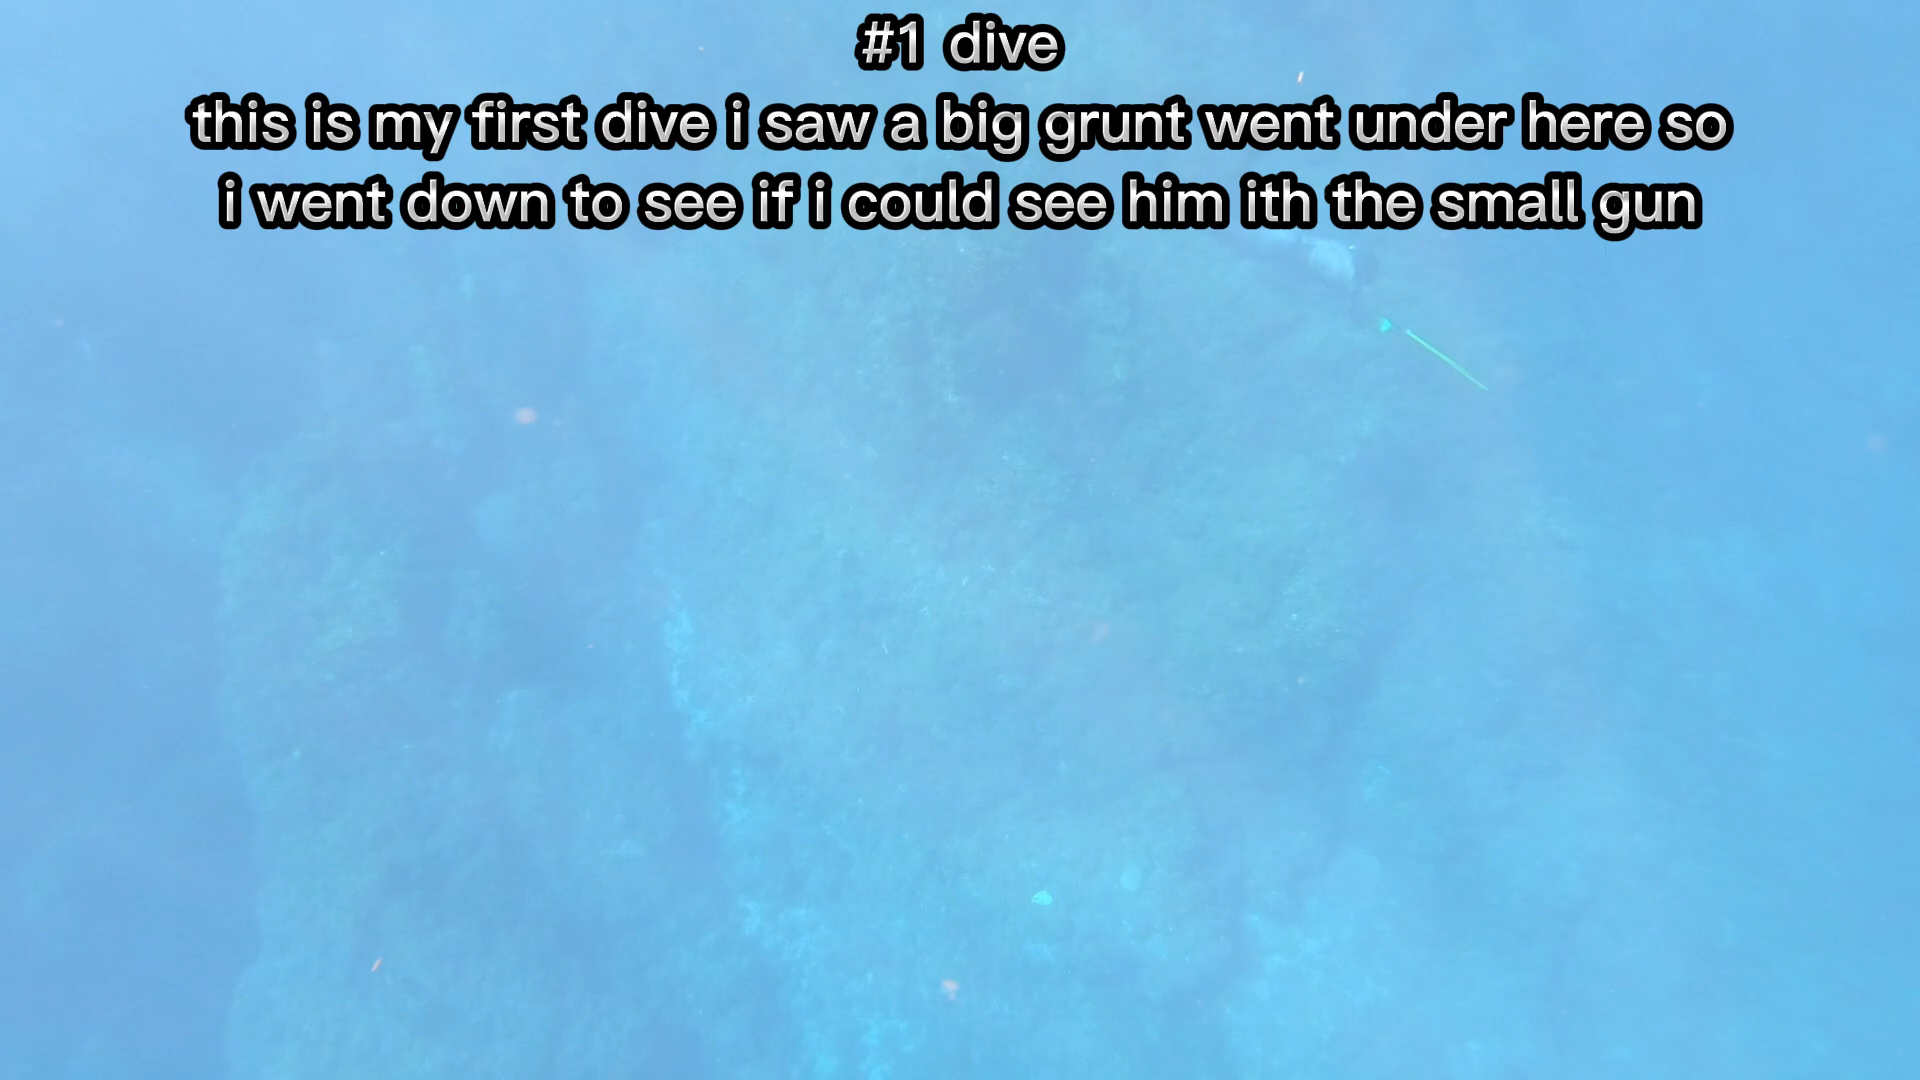 #1 dive
this is my first dive i saw a big grunt went under here so
i went down to see if i could see him ith the small gun